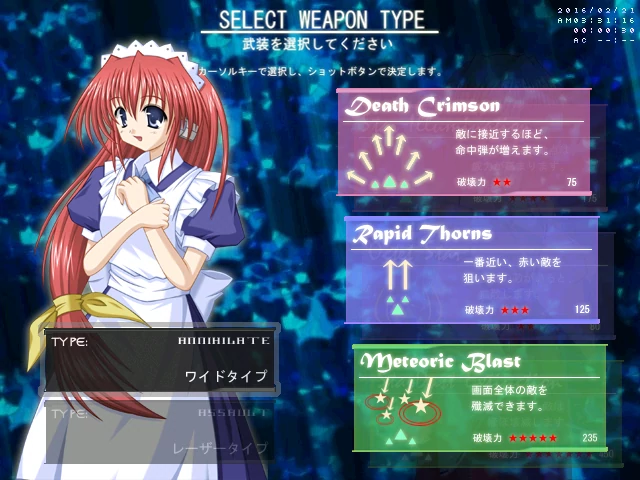 SELECT WEAPON TYPE
武装を選択してください
カーソルキーで選択し、ショットボタンで決定します。
2016/02/21
AM03:31:16
00:00:30
AC --:--
Death Crimson
敵に接近するほど、
命中弾が増えます。
破壊力 ★★ 75
Rapid Thorns
一番近い、赤い敵を
狙います。
破壊力 ★★★ 125
Meteoric Blast
画面全体の敵を
殲滅できます。
破壊力 ★★★★★ 235
TYPE: ANNIHILATE
ワイドタイプ
TYPE: ASSAULT
レーザータイプ